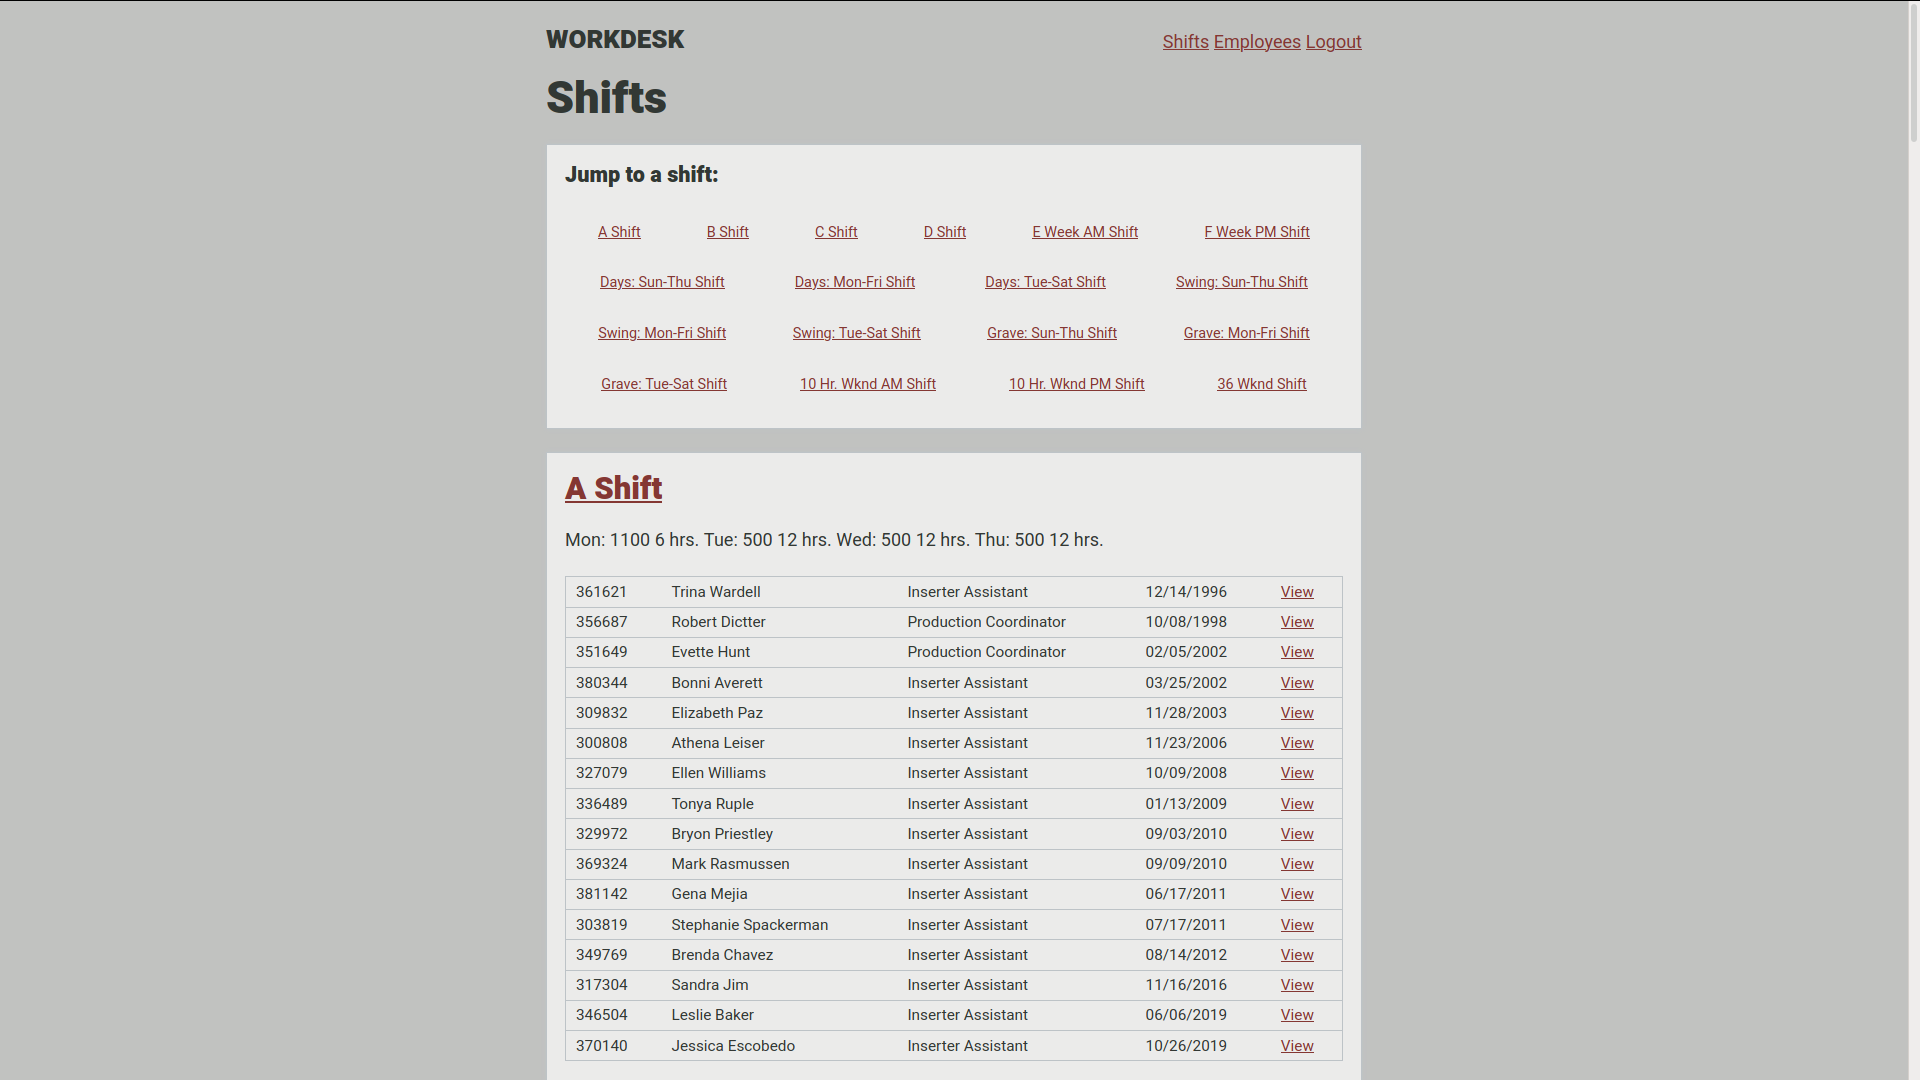 WORKDESK
Shifts Employees Logout
Shifts
Jump to a shift:
A Shift B Shift C Shift D Shift E Week AM Shift F Week PM Shift
Days: Sun-Thu Shift Days: Mon-Fri Shift Days: Tue-Sat Shift Swing: Sun-Thu Shift
Swing: Mon-Fri Shift Swing: Tue-Sat Shift Grave: Sun-Thu Shift Grave: Mon-Fri Shift
Grave: Tue-Sat Shift 10 Hr. Wknd AM Shift 10 Hr. Wknd PM Shift 36 Wknd Shift
A Shift
Mon: 1100 6 hrs. Tue: 500 12 hrs. Wed: 500 12 hrs. Thu: 500 12 hrs.
361621 Trina Wardell Inserter Assistant 12/14/1996 View
356687 Robert Dictter Production Coordinator 10/08/1998 View
351649 Evette Hunt Production Coordinator 02/05/2002 View
380344 Bonni Averett Inserter Assistant 03/25/2002 View
309832 Elizabeth Paz Inserter Assistant 11/28/2003 View
300808 Athena Leiser Inserter Assistant 11/23/2006 View
327079 Ellen Williams Inserter Assistant 10/09/2008 View
336489 Tonya Ruple Inserter Assistant 01/13/2009 View
329972 Bryon Priestley Inserter Assistant 09/03/2010 View
369324 Mark Rasmussen Inserter Assistant 09/09/2010 View
381142 Gena Mejia Inserter Assistant 06/17/2011 View
303819 Stephanie Spackerman Inserter Assistant 07/17/2011 View
349769 Brenda Chavez Inserter Assistant 08/14/2012 View
317304 Sandra Jim Inserter Assistant 11/16/2016 View
346504 Leslie Baker Inserter Assistant 06/06/2019 View
370140 Jessica Escobedo Inserter Assistant 10/26/2019 View